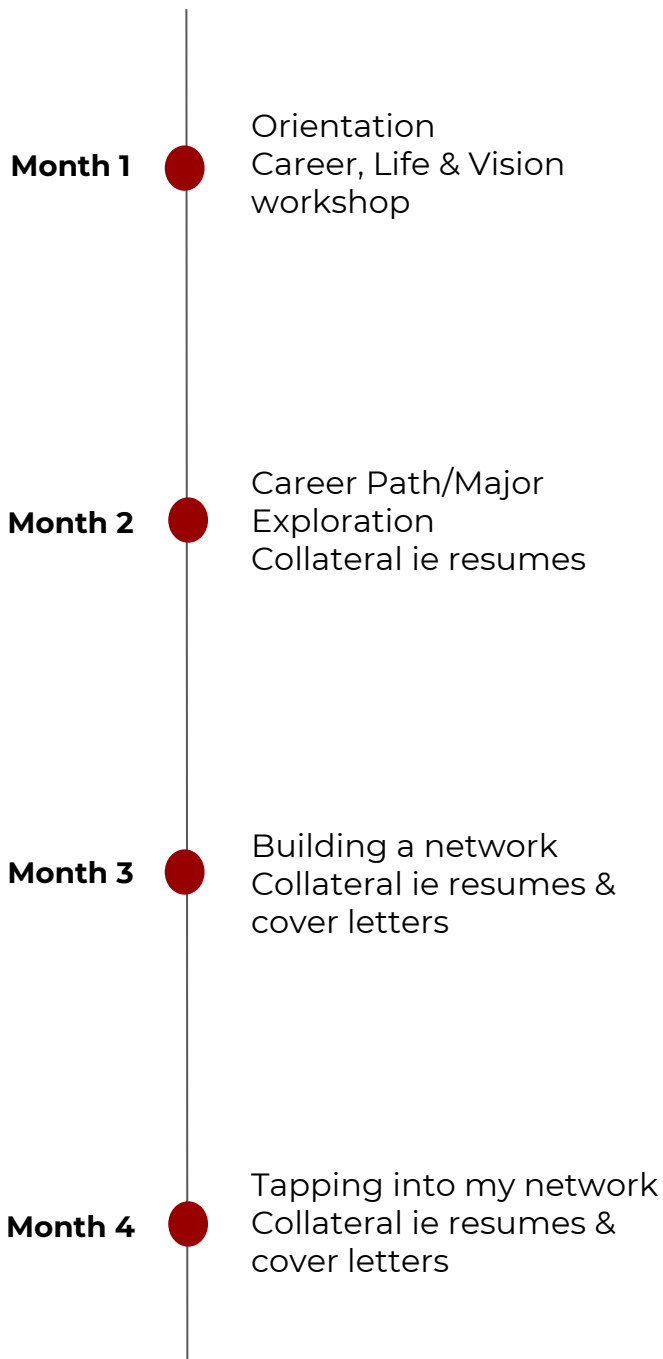 Month 1
Orientation
Career, Life & Vision
workshop
Month 2
Career Path/Major
Exploration
Collateral ie resumes
Month 3
Building a network
Collateral ie resumes &
cover letters
Month 4
Tapping into my network
Collateral ie resumes &
cover letters